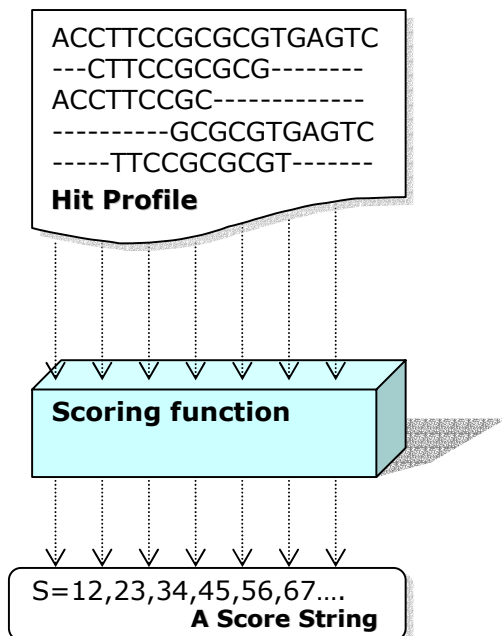 ACCTTCCGCGCGTGAGTC
---CTTCCGCGCG--------
ACCTTCCGC-------------
----------GCGCGTGAGTC
-----TTCCGCGCGT-------
Hit Profile
Scoring function
S=12,23,34,45,56,67....
A Score String